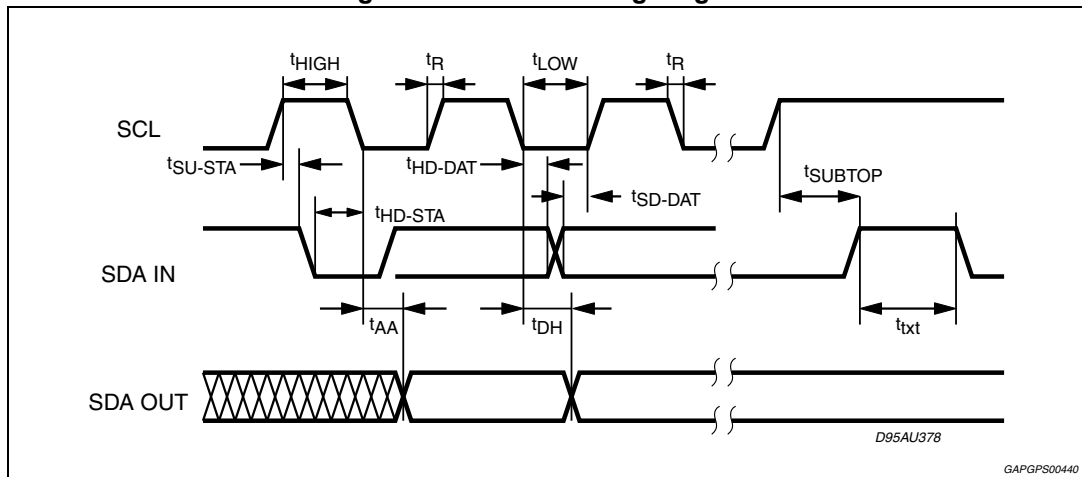 tHIGH
tR
tLOW
tR
SCL
tSU-STA
tHD-DAT
tSUBTOP
tSD-DAT
tHD-STA
SDA IN
tAA
tDH
ttxt
SDA OUT
D95AU378
GAPGPS00440